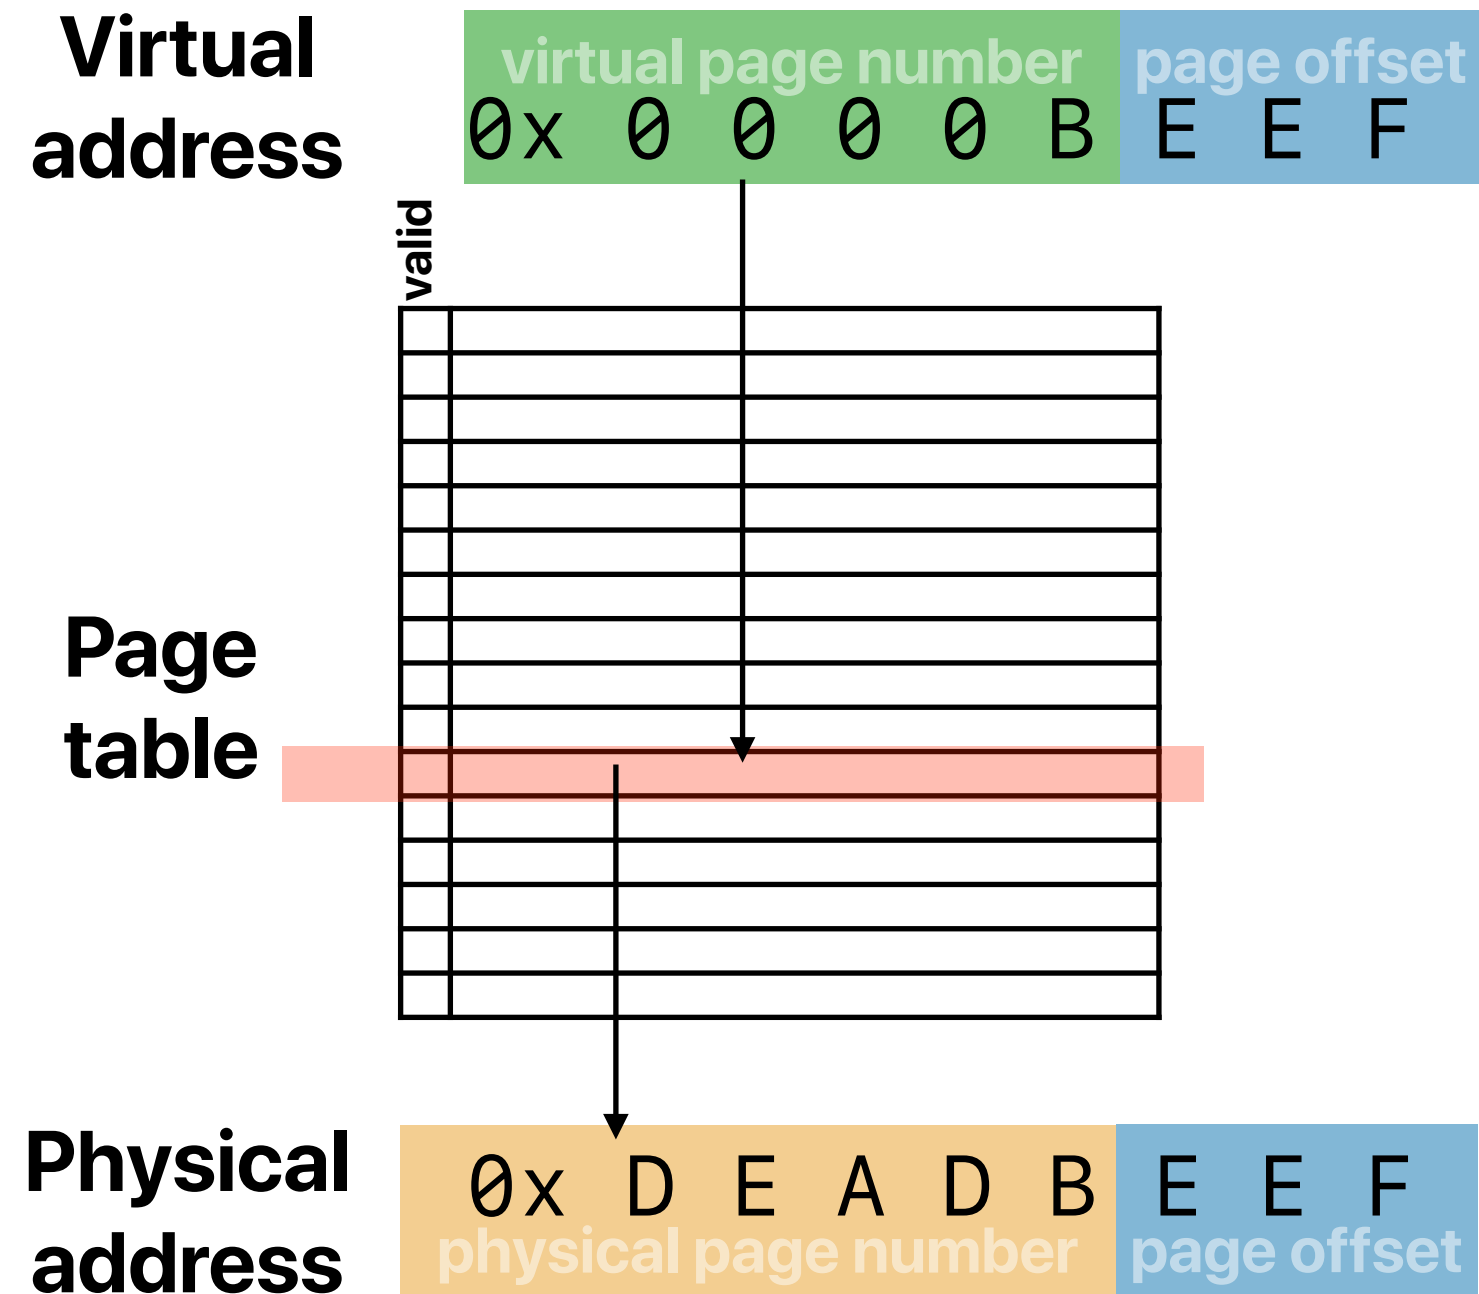 Virtual
address
virtual page number page offset
0x 0 0 0 0 B E E F
valid
Page
table
Physical
address
0x D E A D B E E F
physical page number page offset